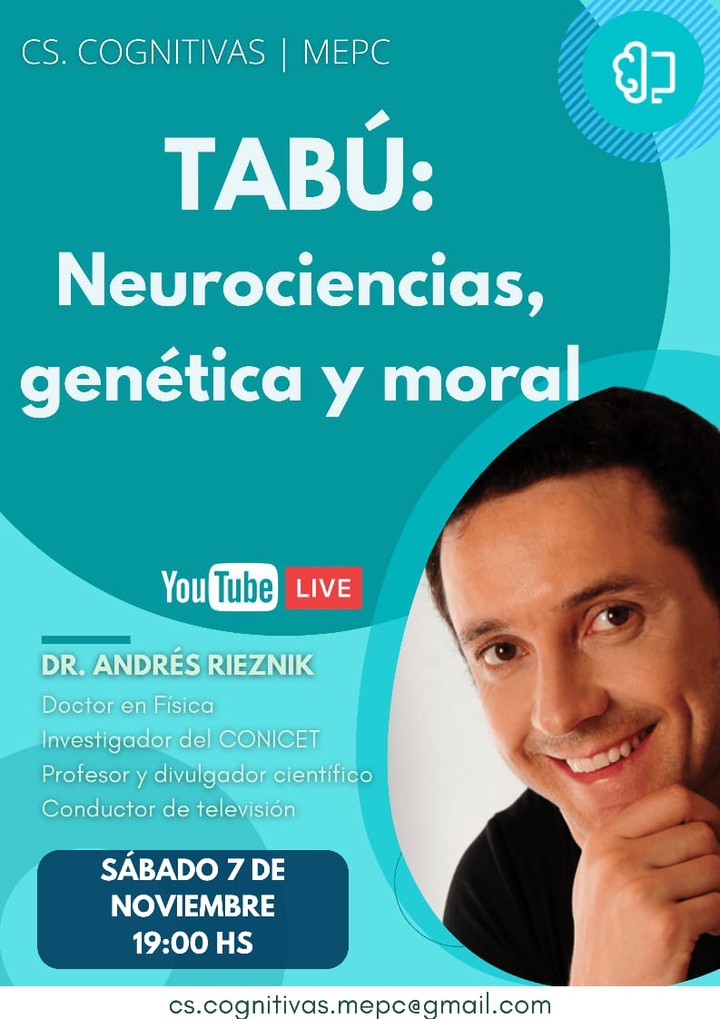 CS. COGNITIVAS | MEPC
TABÚ:
Neurociencias,
genética y moral
YouTube LIVE
DR. ANDRÉS RIEZNIK
Doctor en Física
Investigador del CONICET
Profesor y divulgador científico
Conductor de televisión
SÁBADO 7 DE
NOVIEMBRE
19:00 HS
cs.cognitivas.mepc@gmail.com